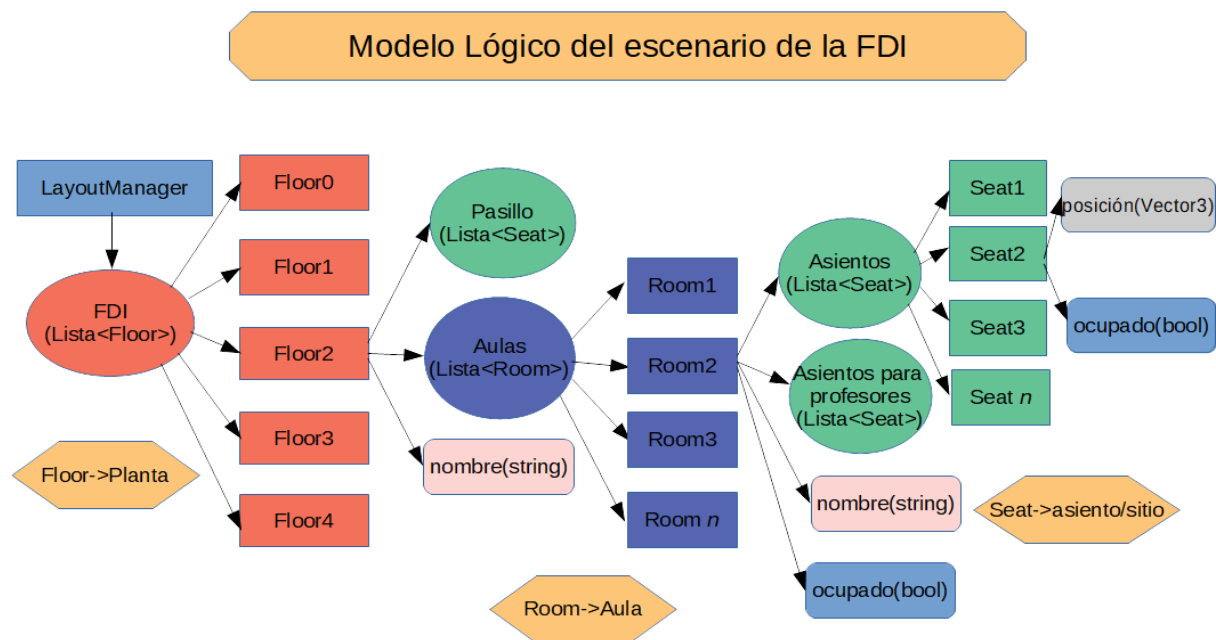 Modelo Lógico del escenario de la FDI
LayoutManager
FDI
(Lista<Floor>)
Floor->Planta
Floor0
Floor1
Floor2
Floor3
Floor4
Pasillo
(Lista<Seat>)
Aulas
(Lista<Room>)
nombre(string)
Room->Aula
Room1
Room2
Room3
Room n
Asientos
(Lista<Seat>)
Asientos para
profesores
(Lista<Seat>)
nombre(string)
ocupado(bool)
Seat1
Seat2
Seat3
Seat n
Seat->asiento/sitio
posición(Vector3)
ocupado(bool)